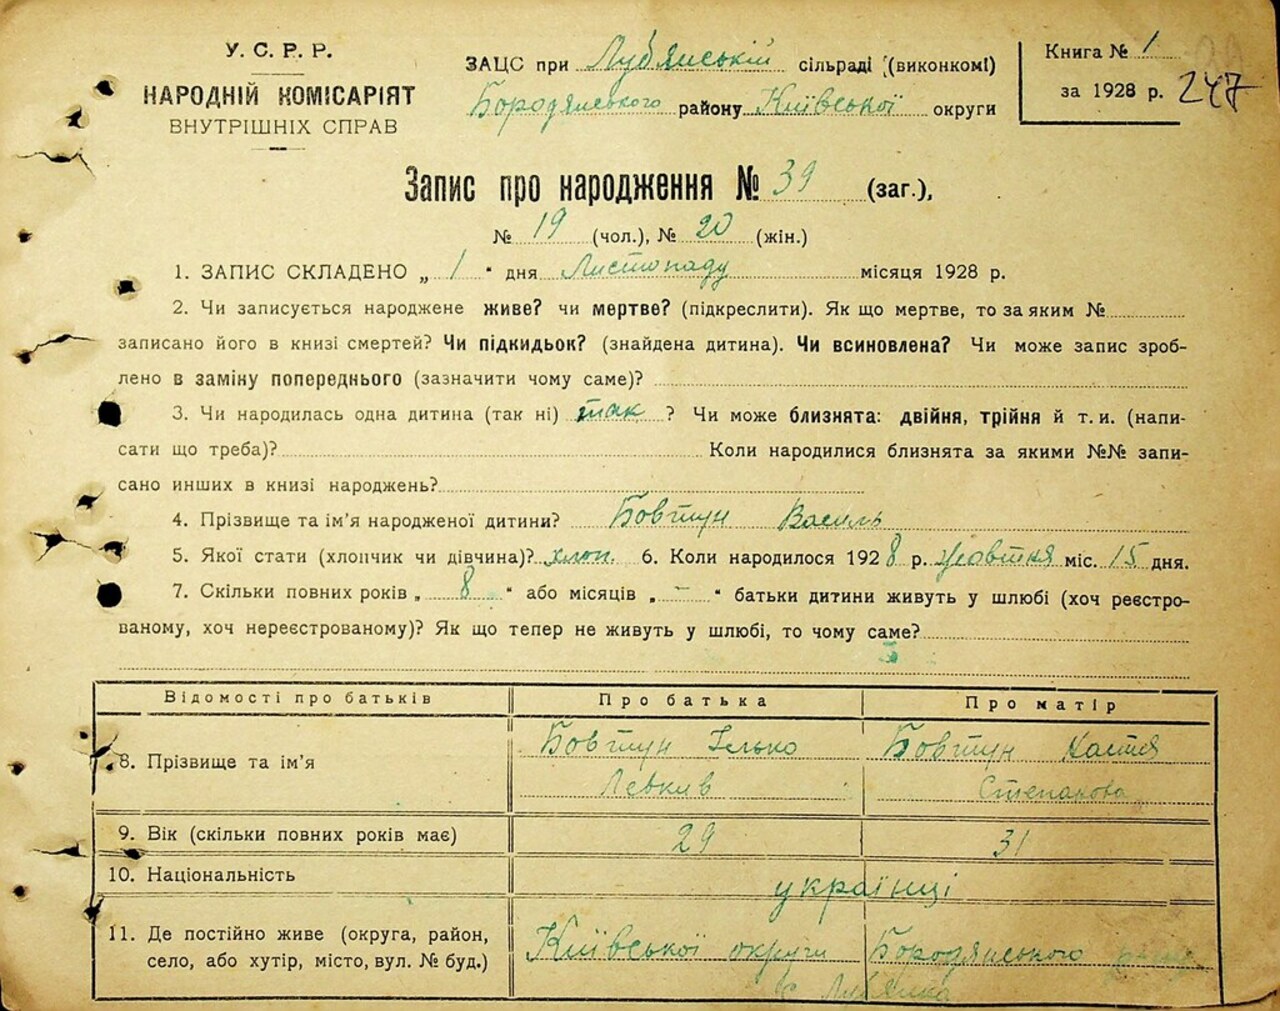 У. С. Р. Р.
НАРОДНІЙ КОМІСАРІЯТ
ВНУТРІШНІХ СПРАВ
ЗАЦС при Лубянській сільраді (виконкомі)
Бородянського району Київської округи
Книга № 1
за 1928 р. 247
Запис про народження № 39 (заг.),
№ 19 (чол.), № 20 (жін.)
1. ЗАПИС СКЛАДЕНО „ 1 " дня Листопаду місяця 1928 р.
2. Чи записується народжене живе? чи мертве? (підкреслити). Як що мертве, то за яким №
записано його в книзі смертей? Чи підкидьок? (знайдена дитина). Чи всиновлена? Чи може запис зроб-
лено в заміну попереднього (зазначити чому саме)?
3. Чи народилась одна дитина (так ні) так ? Чи може близнята: двійня, трійня й т. и. (напи-
сати що треба)? Коли народилися близнята за якими №№ запи-
сано инших в книзі народжень?
4. Прізвище та ім'я народженої дитини? Бовтун Василь
5. Якої стати (хлопчик чи дівчина)? хлоп. 6. Коли народилося 1928 р. Жовтня міс. 15 дня.
7. Скільки повних років „ 8 " або місяців „ – " батьки дитини живуть у шлюбі (хоч реєстро-
ваному, хоч нереєстрованому)? Як що тепер не живуть у шлюбі, то чому саме?
Відомості про батьків Про батька Про матір
8. Прізвище та ім'я Бовтун Ілько Бовтун Настя
Левків Степанова
9. Вік (скільки повних років має) 29 31
10. Національність українці
11. Де постійно живе (округа, район, Київської округи Бородянського
село, або хутір, місто, вул. № буд.) с Лубянка